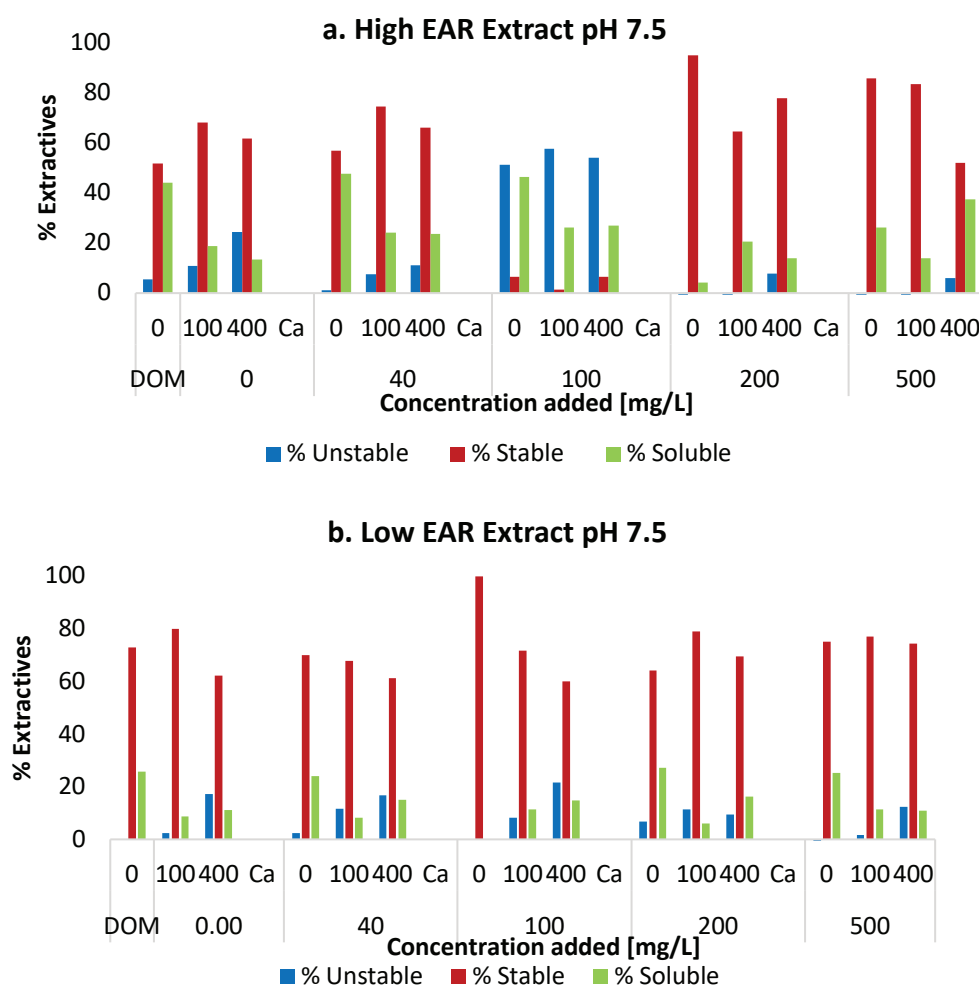 a. High EAR Extract pH 7.5
100
80
60
40
20
0
% Extractives
0 100 400 Ca 0 100 400 Ca 0 100 400 Ca 0 100 400 Ca 0 100 400
DOM 0 40 100 200 500
Concentration added [mg/L]
% Unstable % Stable % Soluble
b. Low EAR Extract pH 7.5
100
80
60
40
20
0
% Extractives
0 100 400 Ca 0 100 400 Ca 0 100 400 Ca 0 100 400 Ca 0 100 400
DOM 0.00 40 100 200 500
Concentration added [mg/L]
% Unstable % Stable % Soluble